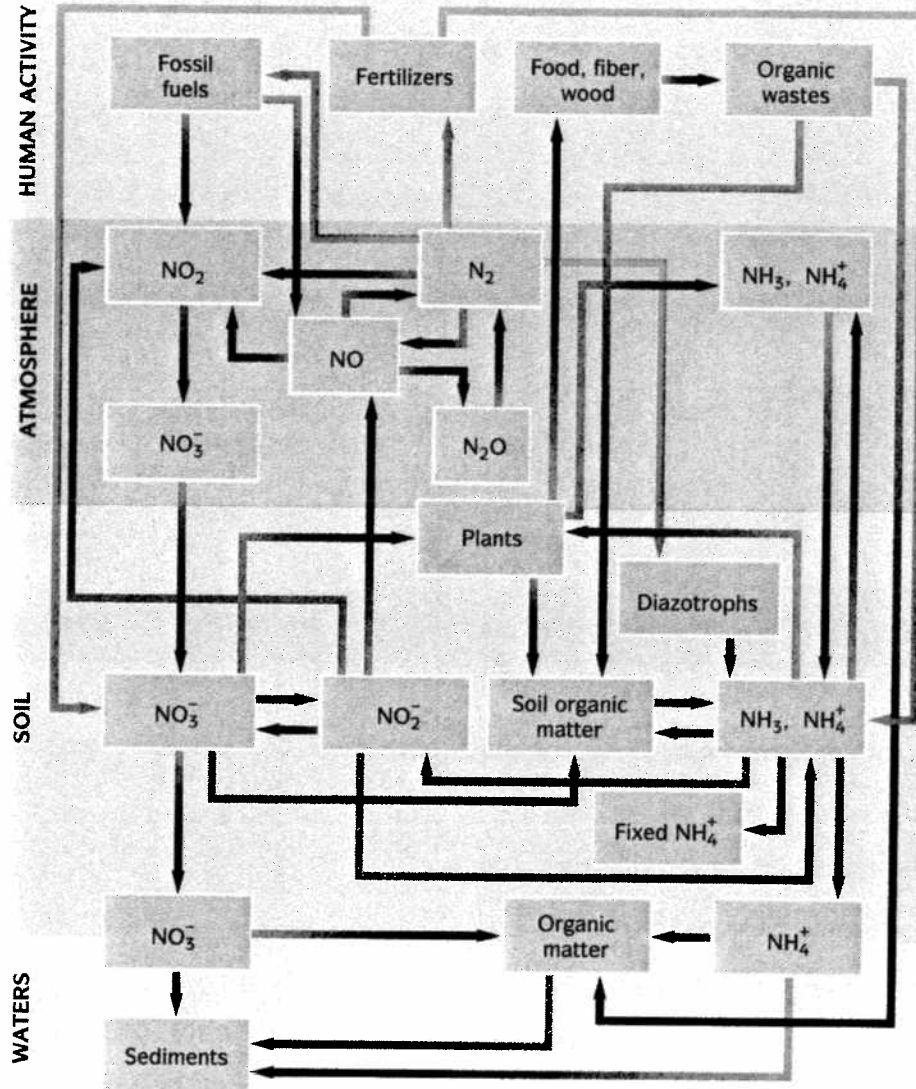 HUMAN ACTIVITY
Fossil
fuels
Fertilizers
Food, fiber,
wood
Organic
wastes
ATMOSPHERE
NO₂
N₂
NH₃, NH₄⁺
NO
NO₃⁻
N₂O
SOIL
Plants
Diazotrophs
NO₃⁻
NO₂⁻
Soil organic
matter
NH₃, NH₄⁺
Fixed NH₄⁺
WATERS
NO₃⁻
Organic
matter
NH₄⁺
Sediments